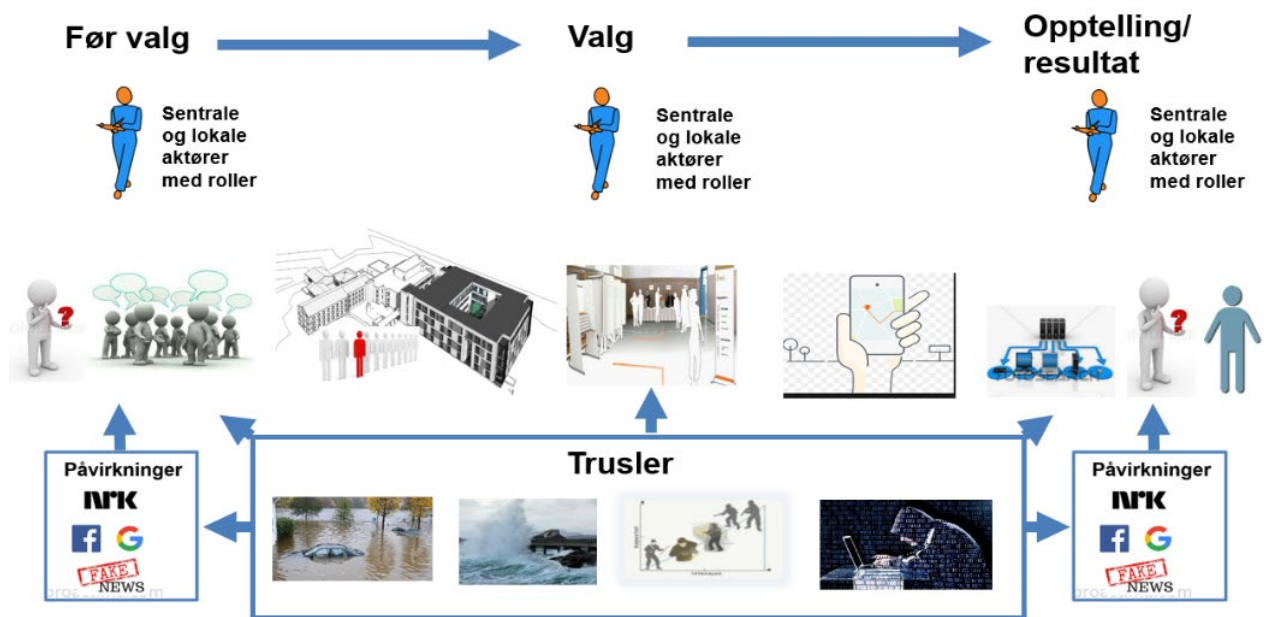 Før valg
Valg
Opptelling/
resultat
Sentrale
og lokale
aktører
med roller
Sentrale
og lokale
aktører
med roller
Sentrale
og lokale
aktører
med roller
Trusler
Påvirkninger
NRK
FAKE
NEWS
Påvirkninger
NRK
FAKE
NEWS